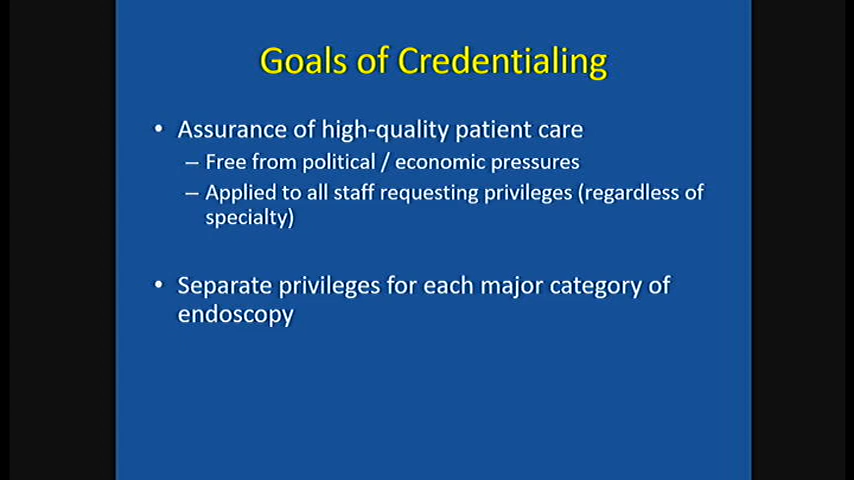 Goals of Credentialing
• Assurance of high-quality patient care
– Free from political / economic pressures
– Applied to all staff requesting privileges (regardless of
specialty)
• Separate privileges for each major category of
endoscopy